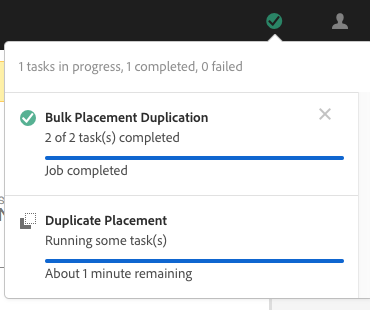 1 tasks in progress, 1 completed, 0 failed
Bulk Placement Duplication
2 of 2 task(s) completed
Job completed
Duplicate Placement
Running some task(s)
About 1 minute remaining